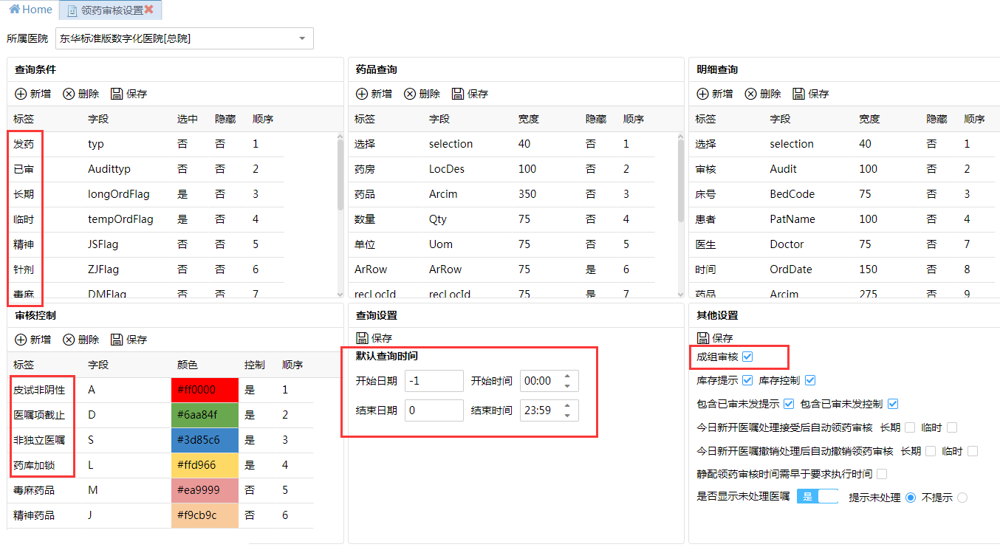 Home 领药审核设置
所属医院 东华标准版数字化医院[总院]
查询条件
新增 删除 保存
标签 字段 选中 隐藏 顺序
发药 typ 否 否 1
已审 Audittyp 否 否 2
长期 longOrdFlag 是 否 3
临时 tempOrdFlag 是 否 4
精神 JSFlag 否 否 5
针剂 ZJFlag 否 否 6
毒麻 DMFlag 否 否 7
药品查询
新增 删除 保存
标签 字段 宽度 隐藏 顺序
选择 selection 40 否 1
药房 LocDes 100 否 2
药品 Arcim 350 否 3
数量 Qty 75 否 4
单位 Uom 75 否 5
ArRow ArRow 75 是 6
recLocId recLocId 75 是 7
明细查询
新增 删除 保存
标签 字段 宽度 隐藏 顺序
选择 selection 40 否 1
审核 Audit 100 否 2
床号 BedCode 75 否 3
患者 PatName 100 否 4
医生 Doctor 75 否 7
时间 OrdDate 150 否 8
药品 Arcim 275 否 9
审核控制
新增 删除 保存
标签 字段 颜色 控制 顺序
皮试非阴性 A #ff0000 是 1
医嘱项截止 D #6aa84f 是 2
非独立医嘱 S #3d85c6 是 3
药库加锁 L #ffd966 是 4
毒麻药品 M #ea9999 否 5
精神药品 J #f9cb9c 否 6
查询设置
保存
默认查询时间
开始日期 -1 开始时间 00:00
结束日期 0 结束时间 23:59
其他设置
保存
成组审核
库存提示 库存控制
包含已审未发提示 包含已审未发控制
今日新开医嘱处理接受后自动领药审核 长期 临时
今日新开医嘱撤销处理后自动撤销领药审核 长期 临时
静配领药审核时间需早于要求执行时间
是否显示未处理医嘱 是 提示未处理 不提示